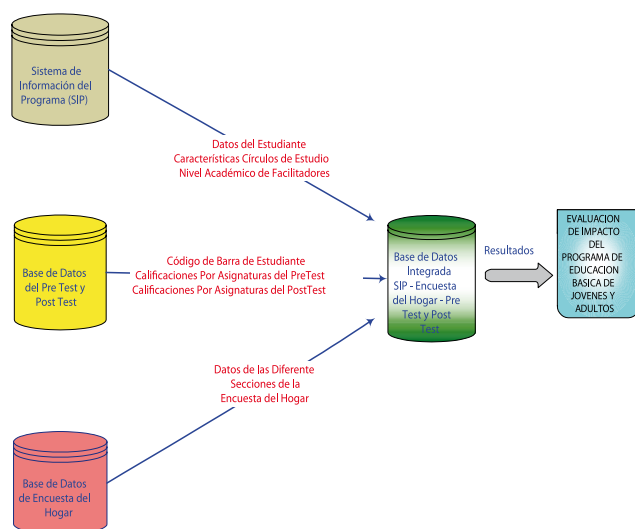 Sistema de
Información del
Programa (SIP)
Datos del Estudiante
Características Círculos de Estudio
Nivel Académico de Facilitadores
Base de Datos
del Pre Test y
Post Test
Código de Barra de Estudiante
Calificaciones Por Asignaturas del PreTest
Calificaciones Por Asignaturas del PostTest
Base de Datos
Integrada
SIP - Encuesta
del Hogar - Pre
Test y Post
Test
Resultados
EVALUACION
DE IMPACTO
DEL
PROGRAMA DE
EDUCACION
BASICA DE
JOVENES Y
ADULTOS
Datos de las Diferente
Secciones de la
Encuesta del Hogar
Base de Datos
de Encuesta del
Hogar